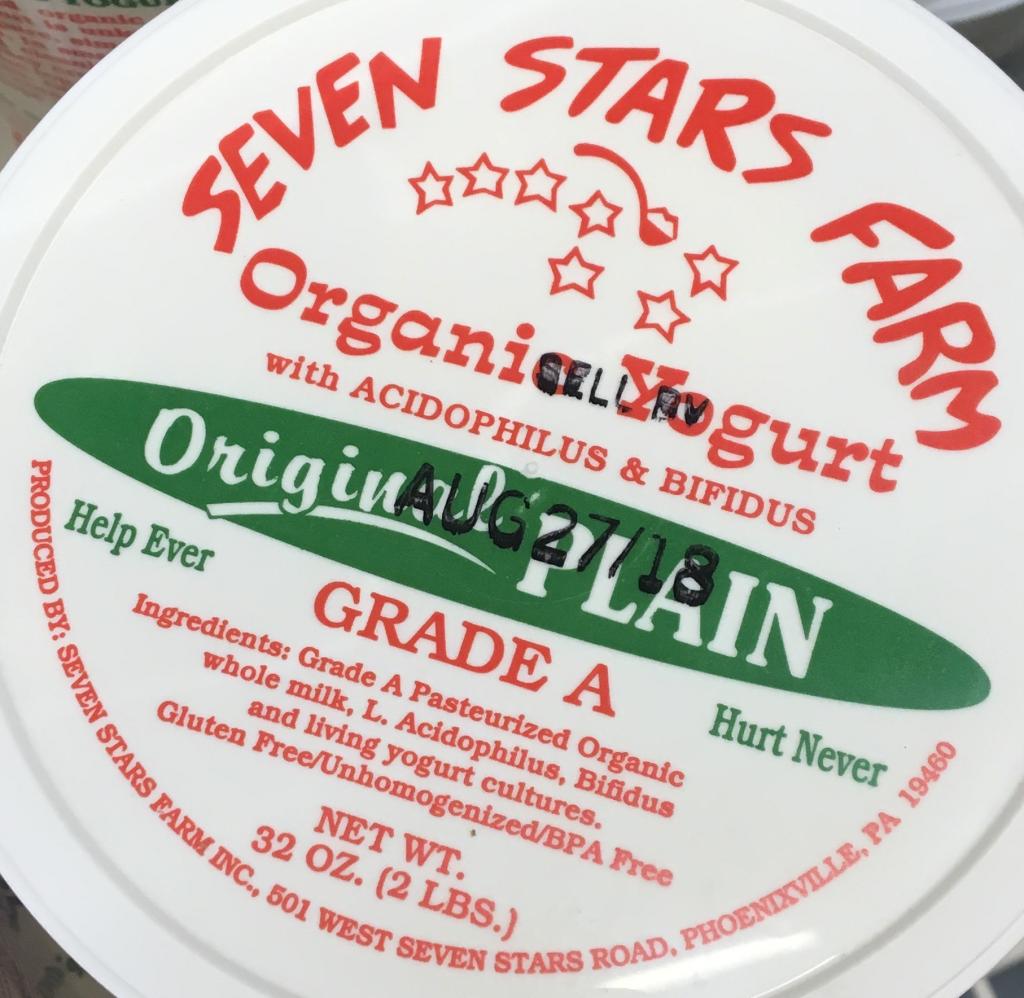 SEVEN STARS FARM
Organic Yogurt
SELL BY
with ACIDOPHILUS & BIFIDUS
Original PLAIN
AUG 27/18
Help Ever
Hurt Never
GRADE A
Ingredients: Grade A Pasteurized Organic
whole milk, L. Acidophilus, Bifidus
and living yogurt cultures.
Gluten Free/Unhomogenized/BPA Free
NET WT.
32 OZ. (2 LBS.)
PRODUCED BY: SEVEN STARS FARM INC., 501 WEST SEVEN STARS ROAD, PHOENIXVILLE, PA 19460
organic